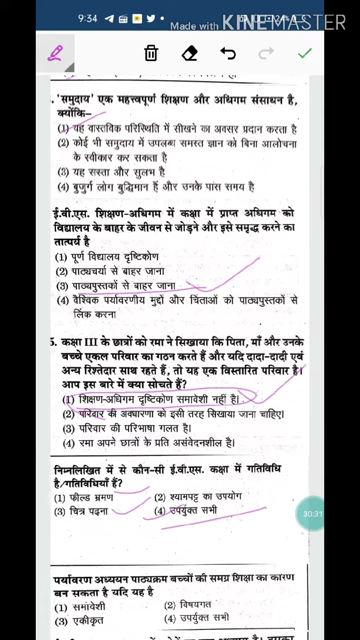 9:34
24%
KINEMASTER
. 'समुदाय' एक महत्वपूर्ण शिक्षण और अधिगम संसाधन है,
क्योंकि-
(1) यह वास्तविक परिस्थिति में सीखने का अवसर प्रदान करता है
(2) कोई भी समुदाय में उपलब्ध समस्त ज्ञान को बिना आलोचना
के स्वीकार कर सकता है
(3) यह सस्ता और सुलभ है
(4) बुजुर्ग लोग बुद्धिमान हैं और उनके पास समय है
ई.वी.एस. शिक्षण-अधिगम में कक्षा में प्राप्त अधिगम को
विद्यालय के बाहर के जीवन से जोड़ने और इसे समृद्ध करने का
तात्पर्य है
(1) पूर्ण विद्यालय दृष्टिकोण
(2) पाठ्यचर्या से बाहर जाना
(3) पाठ्यपुस्तकों से बाहर जाना
(4) वैश्विक पर्यावरणीय मुद्दों और चिंताओं को पाठ्यपुस्तकों से
लिंक करना
5. कक्षा III के छात्रों को रमा ने सिखाया कि पिता, माँ और उनके
बच्चे एकल परिवार का गठन करते हैं और यदि दादा-दादी एवं
अन्य रिश्तेदार साथ रहते हैं, तो यह एक विस्तारित परिवार है।
आप इस बारे में क्या सोचते हैं?
(1) शिक्षण-अधिगम दृष्टिकोण समावेशी नहीं है।
(2) परिवार की अवधारणा को इसी तरह सिखाया जाना चाहिए।
(3) परिवार की परिभाषा गलत है।
(4) रमा अपने छात्रों के प्रति असंवेदनशील है।
निम्नलिखित में से कौन-सी ई.वी.एस. कक्षा में गतिविधि
है/गतिविधियाँ हैं?
(1) फील्ड भ्रमण (2) श्यामपट्ट का उपयोग
(3) चित्र पढ़ना (4) उपर्युक्त सभी
30:31
पर्यावरण अध्ययन पाठ्यक्रम बच्चों की समग्र शिक्षा का कारण
बन सकता है यदि यह है
(1) समावेशी (2) विषयगत
(3) एकीकृत (4) उपर्युक्त सभी